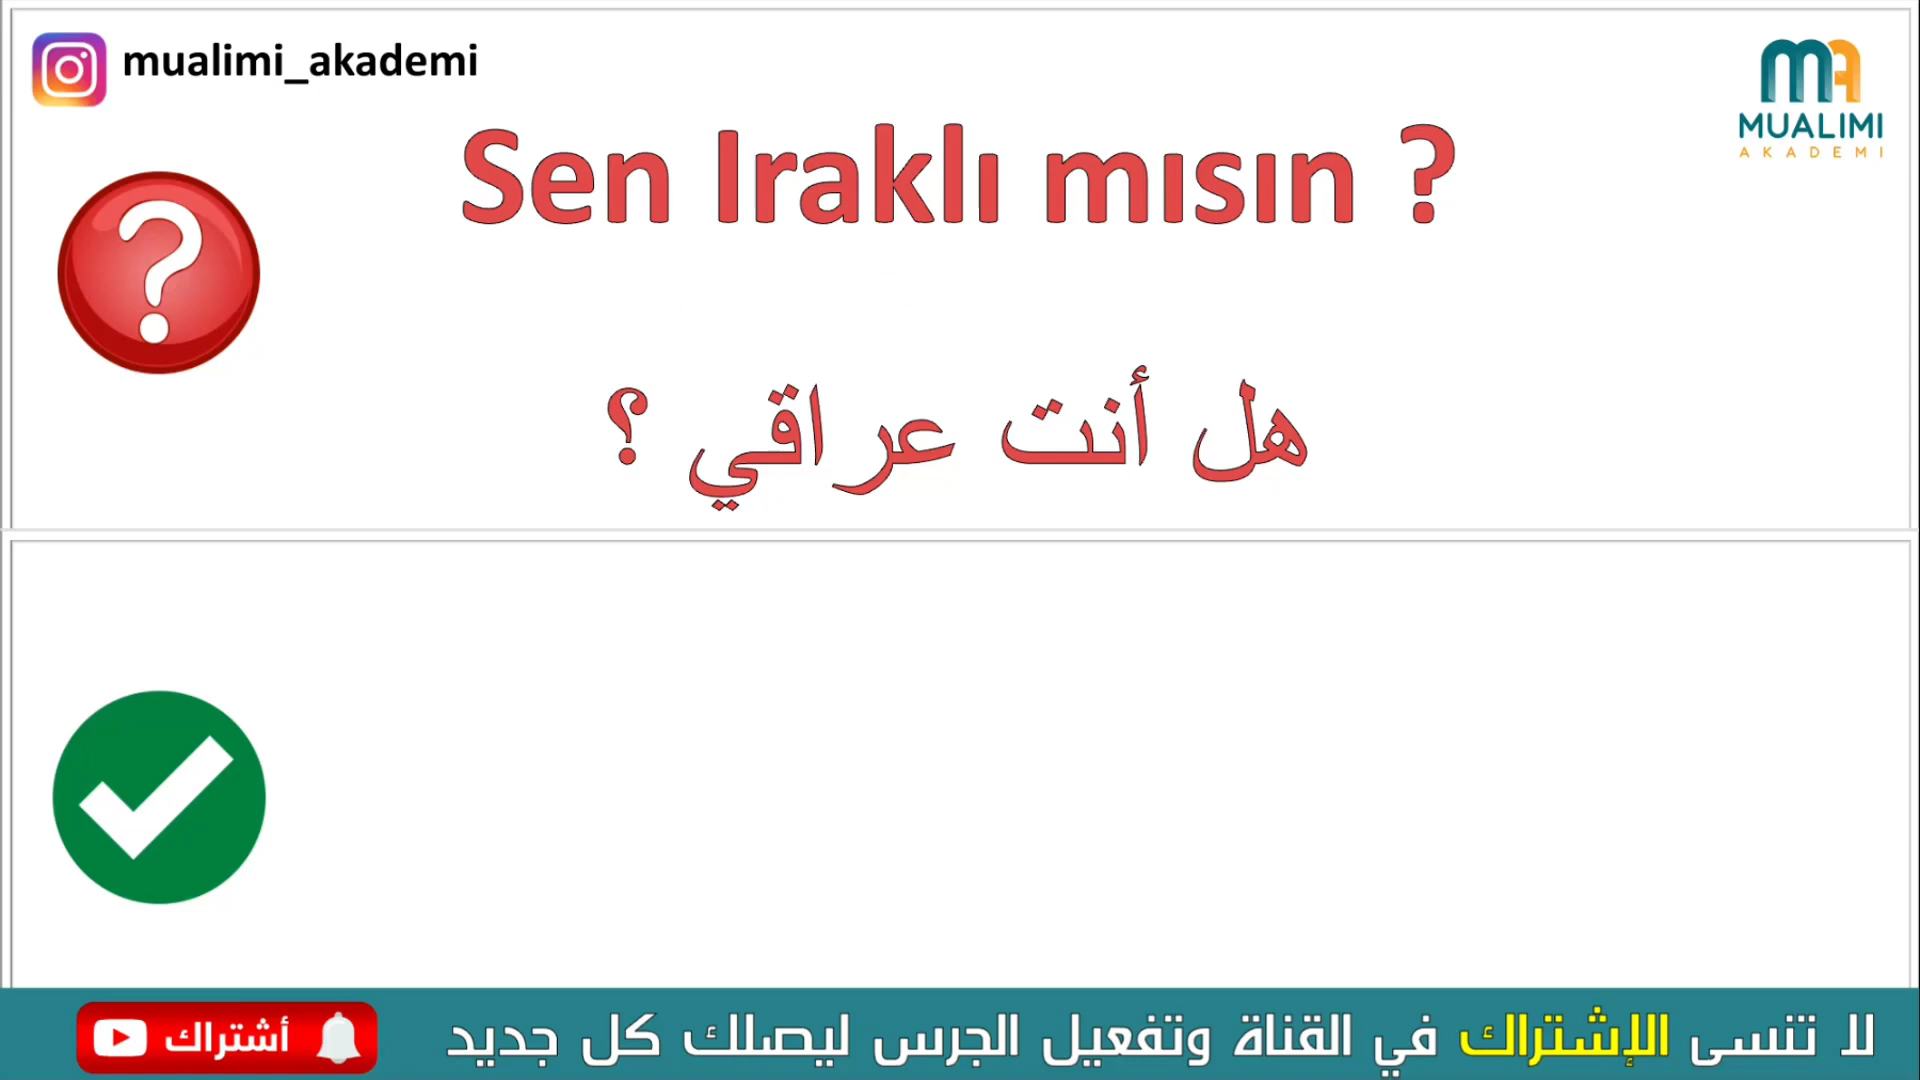 mualimi_akademi
MUALIMI
AKADEMI
Sen Iraklı mısın ?
هل أنت عراقي ؟
لا تنسى الإشتراك في القناة وتفعيل الجرس ليصلك كل جديد
أشتراك